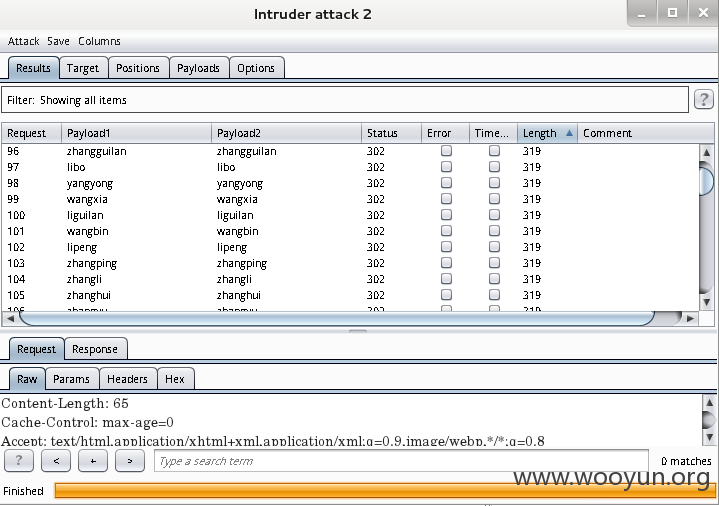 Intruder attack 2
Attack Save Columns
Results Target Positions Payloads Options
Filter: Showing all items ?
Request Payload1 Payload2 Status Error Time... Length Comment
96 zhangguilan zhangguilan 302 319
97 libo libo 302 319
98 yangyong yangyong 302 319
99 wangxia wangxia 302 319
100 liguilan liguilan 302 319
101 wangbin wangbin 302 319
102 lipeng lipeng 302 319
103 zhangping zhangping 302 319
104 zhangli zhangli 302 319
105 zhanghui zhanghui 302 319
Request Response
Raw Params Headers Hex
Content-Length: 65
Cache-Control: max-age=0
Accept: text/html,application/xhtml+xml,application/xml;q=0.9,image/webp,*/*;q=0.8
? < + > Type a search term 0 matches
www.wooyun.org
Finished